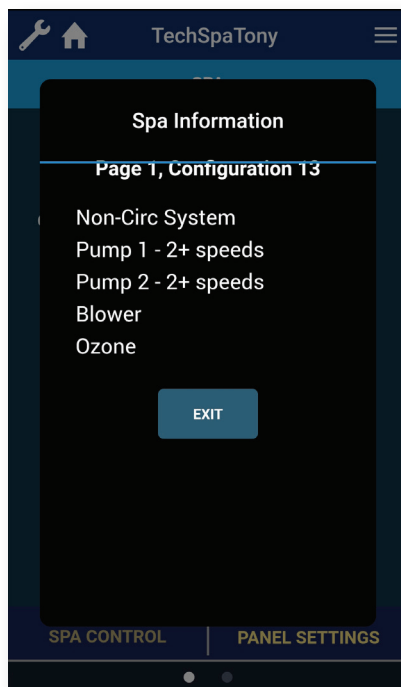 TechSpaTony
Spa Information
Page 1, Configuration 13
Non-Circ System
Pump 1 - 2+ speeds
Pump 2 - 2+ speeds
Blower
Ozone
EXIT
SPA CONTROL
PANEL SETTINGS